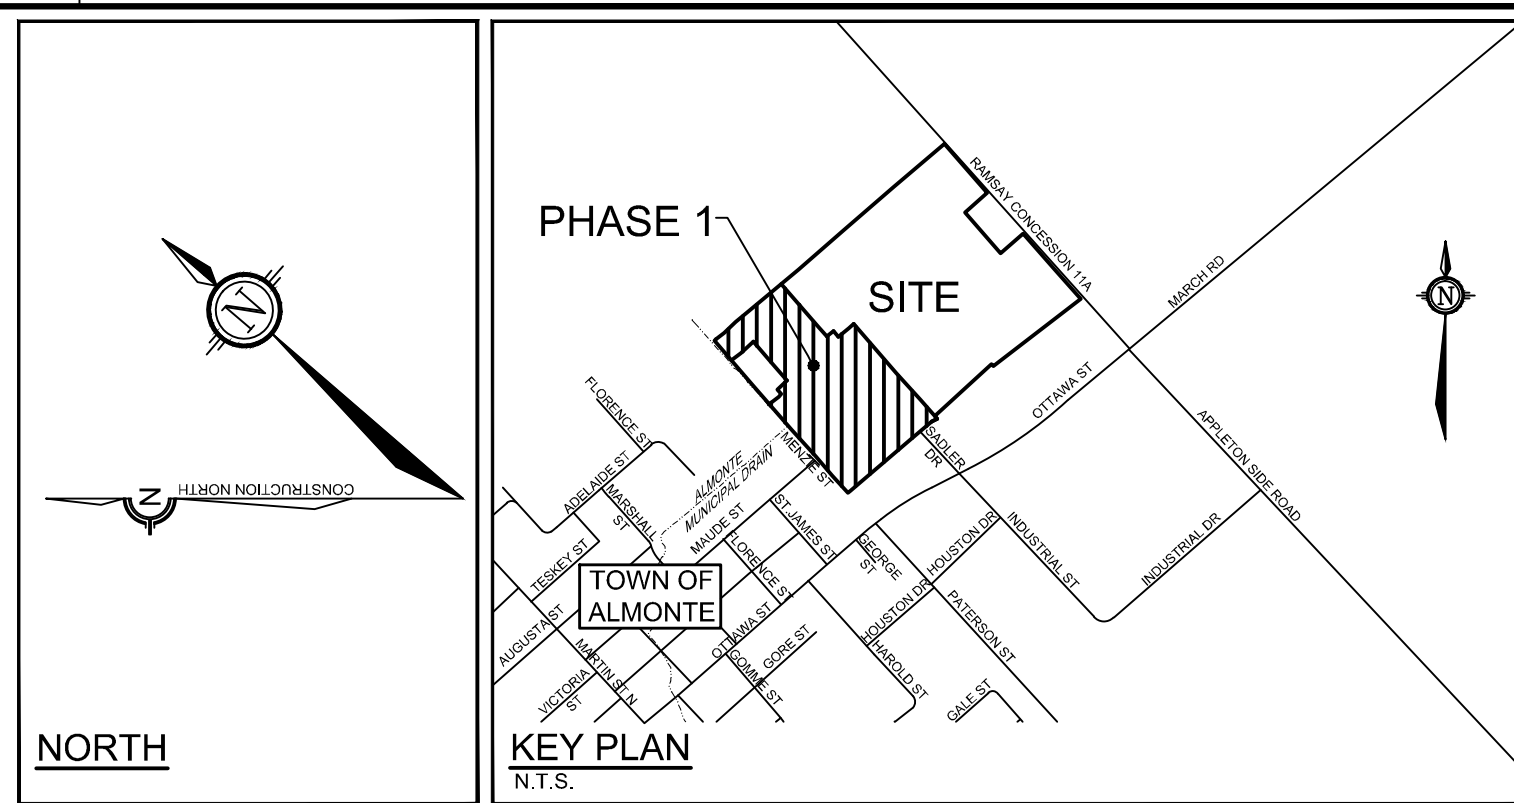 N
CONSTRUCTION NORTH
N
NORTH
PHASE 1
SITE
RAMSAY CONCESSION 11A
MARCH RD
N
OTTAWA ST
APPLETON SIDE ROAD
SADLER
DR
MENZIE ST
FLORENCE ST
ADELAIDE ST
MARSHALL
ST
ALMONTE
MUNICIPAL DRAIN
MAUDE ST
ST.JAMES ST
FLORENCE ST
GEORGE
ST
HOUSTON DR
HOUSTON DR
INDUSTRIAL ST
INDUSTRIAL DR
TESKEY ST
TOWN OF
ALMONTE
AUGUSTA ST
MARTIN ST N
VICTORIA
ST
OTTAWA ST
GOMME ST
GORE ST
HAROLD ST
PATERSON ST
GALE ST
KEY PLAN
N.T.S.